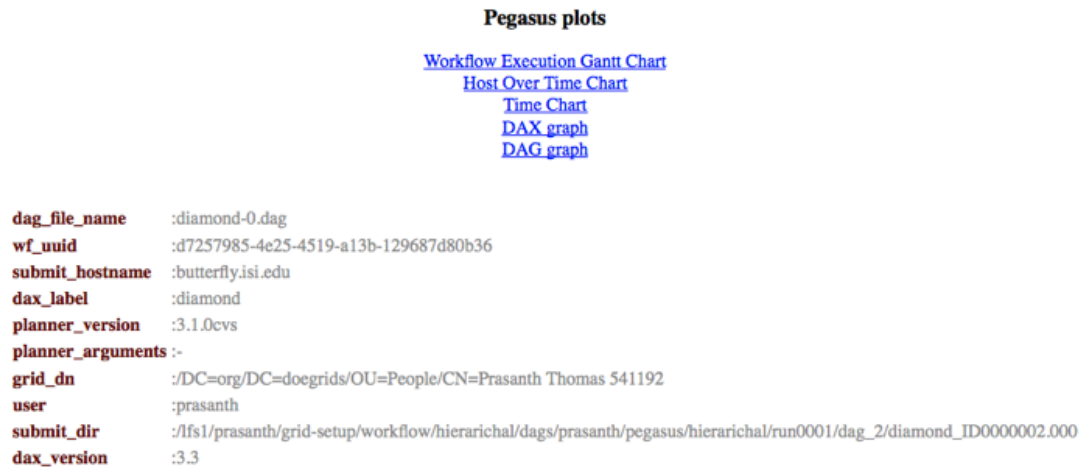 Pegasus plots
Workflow Execution Gantt Chart
Host Over Time Chart
Time Chart
DAX graph
DAG graph
dag_file_name :diamond-0.dag
wf_uuid :d7257985-4e25-4519-a13b-129687d80b36
submit_hostname :butterfly.isi.edu
dax_label :diamond
planner_version :3.1.0cvs
planner_arguments :-
grid_dn :/DC=org/DC=doegrids/OU=People/CN=Prasanth Thomas 541192
user :prasanth
submit_dir :/lfs1/prasanth/grid-setup/workflow/hierarichal/dags/prasanth/pegasus/hierarichal/run0001/dag_2/diamond_ID0000002.000
dax_version :3.3